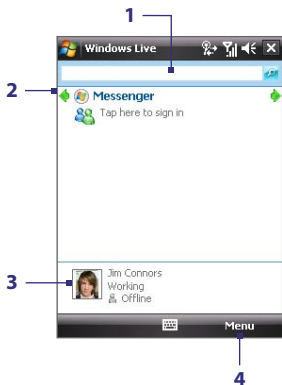 1
Windows Live
2
Messenger
Tap here to sign in
3
Jim Connors
Working
Offline
Menu
4